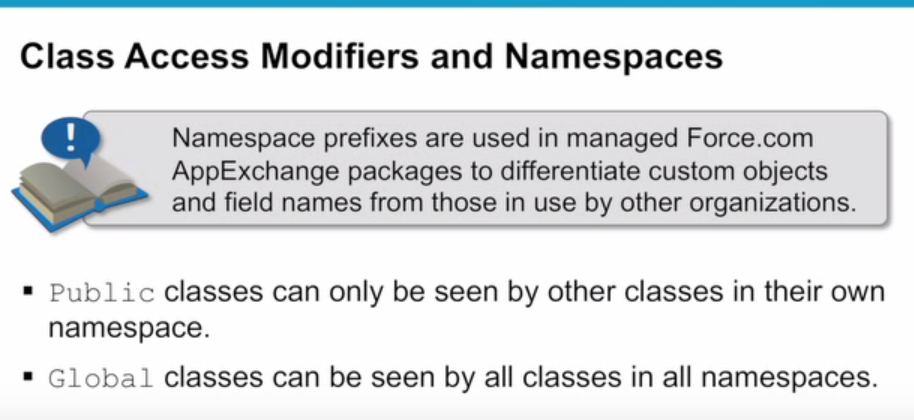 Class Access Modifiers and Namespaces
!
Namespace prefixes are used in managed Force.com
AppExchange packages to differentiate custom objects
and field names from those in use by other organizations.
▪ Public classes can only be seen by other classes in their own
namespace.
▪ Global classes can be seen by all classes in all namespaces.